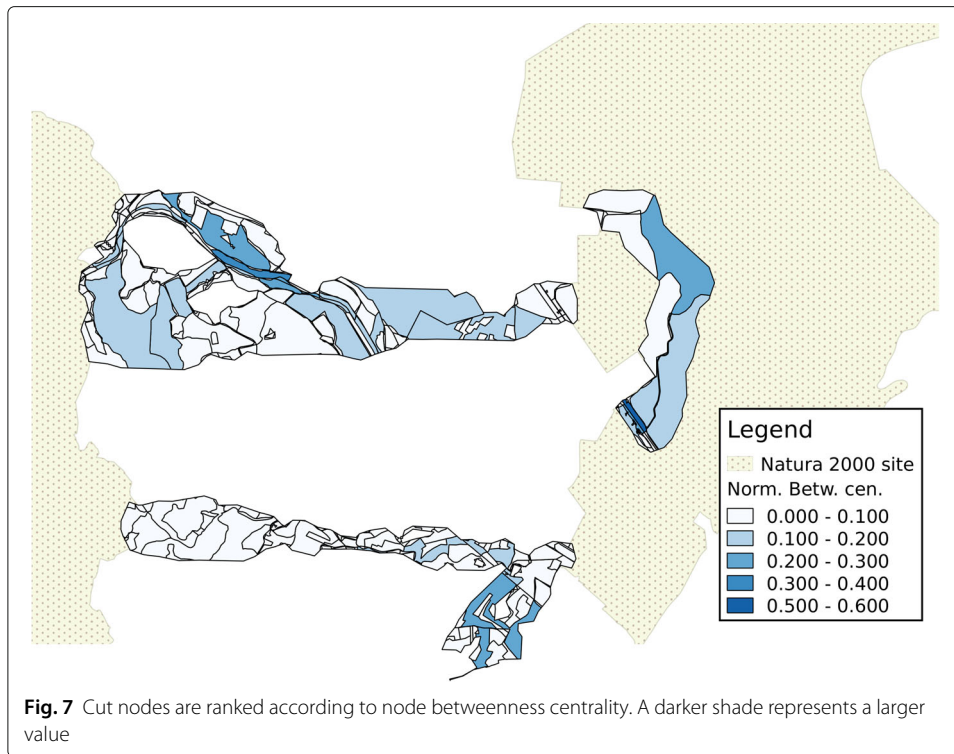 Legend
Natura 2000 site
Norm. Betw. cen.
0.000 - 0.100
0.100 - 0.200
0.200 - 0.300
0.300 - 0.400
0.500 - 0.600
Fig. 7 Cut nodes are ranked according to node betweenness centrality. A darker shade represents a larger
value